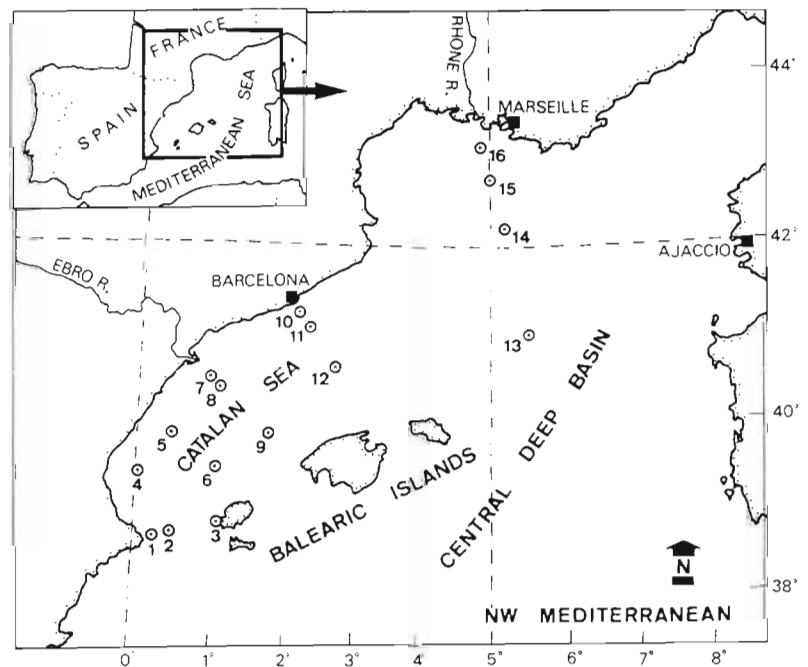 FRANCE
SPAIN
MEDITERRANEAN SEA
RHONE R.
44°
MARSEILLE
16
15
14
42°
AJACCIO
EBRO R.
BARCELONA
10
11
13
12
7
8
CATALAN SEA
40°
5
9
4
6
BALEARIC ISLANDS
CENTRAL DEEP BASIN
3
1
2
N
38°
NW MEDITERRANEAN
0° 1° 2° 3° 4° 5° 6° 7° 8°